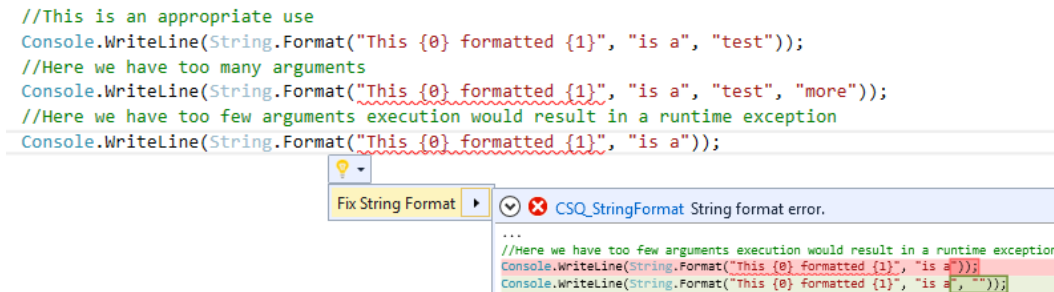 //This is an appropriate use
Console.WriteLine(String.Format("This {0} formatted {1}", "is a", "test"));
//Here we have too many arguments
Console.WriteLine(String.Format("This {0} formatted {1}", "is a", "test", "more"));
//Here we have too few arguments execution would result in a runtime exception
Console.WriteLine(String.Format("This {0} formatted {1}", "is a"));
Fix String Format
CSQ_StringFormat String format error.
...
//Here we have too few arguments execution would result in a runtime exception
Console.WriteLine(String.Format("This {0} formatted {1}", "is a"));
Console.WriteLine(String.Format("This {0} formatted {1}", "is a", ""));